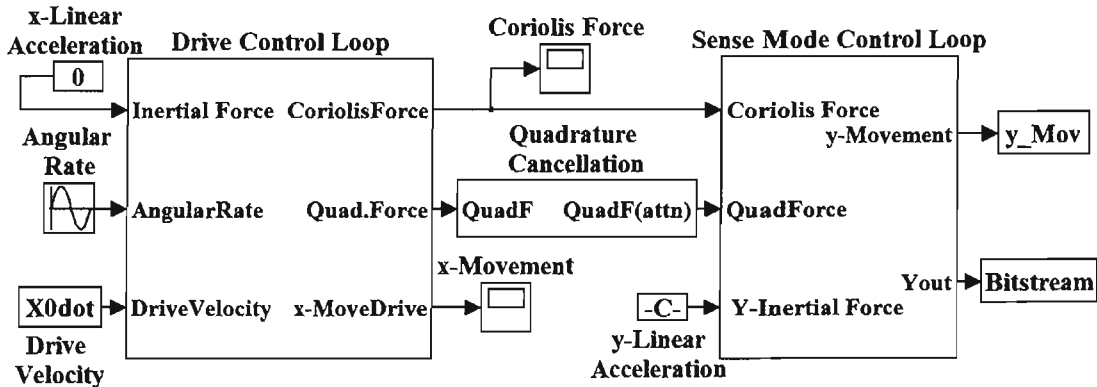 x-Linear
Acceleration
0
Drive Control Loop
Coriolis Force
Sense Mode Control Loop
Inertial Force
CoriolisForce
Coriolis Force
y-Movement
y_Mov
Angular
Rate
Quadrature
Cancellation
AngularRate
Quad.Force
QuadF
QuadF(attn)
QuadForce
x-Movement
X0dot
DriveVelocity
x-MoveDrive
-C-
Y-Inertial Force
Yout
Bitstream
Drive
Velocity
y-Linear
Acceleration